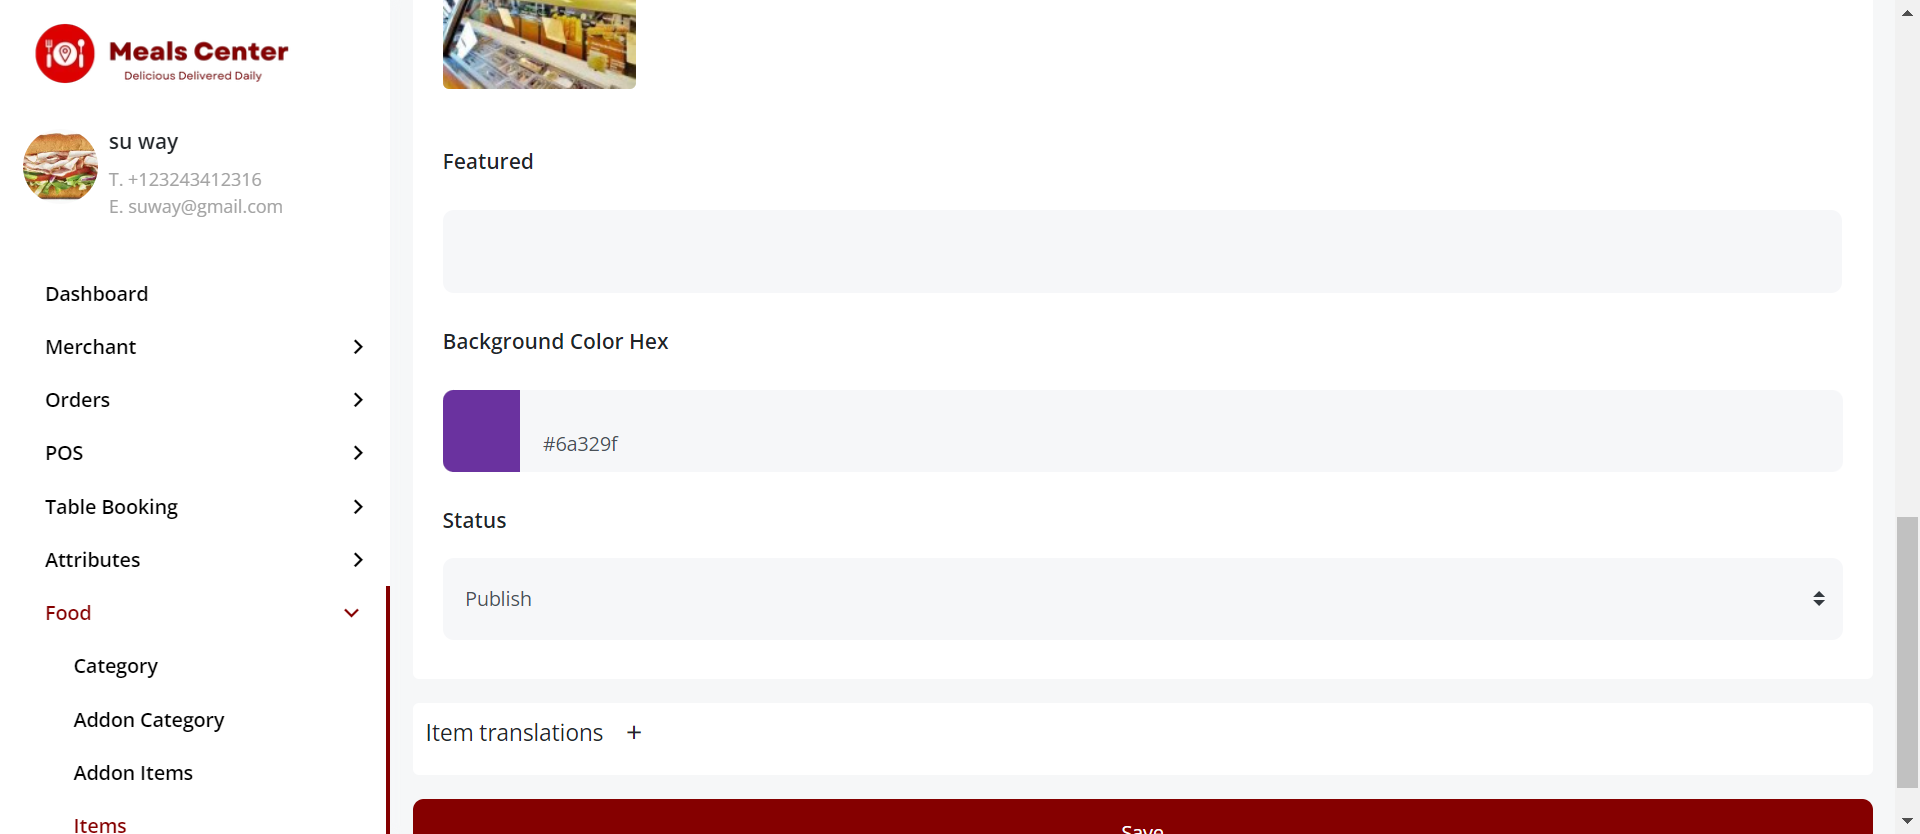 Meals Center
Delicious Delivered Daily
su way
T. +123243412316
E. suway@gmail.com
Dashboard
Merchant
Orders
POS
Table Booking
Attributes
Food
Category
Addon Category
Addon Items
Items
Featured
Background Color Hex
#6a329f
Status
Publish
Item translations +
Save